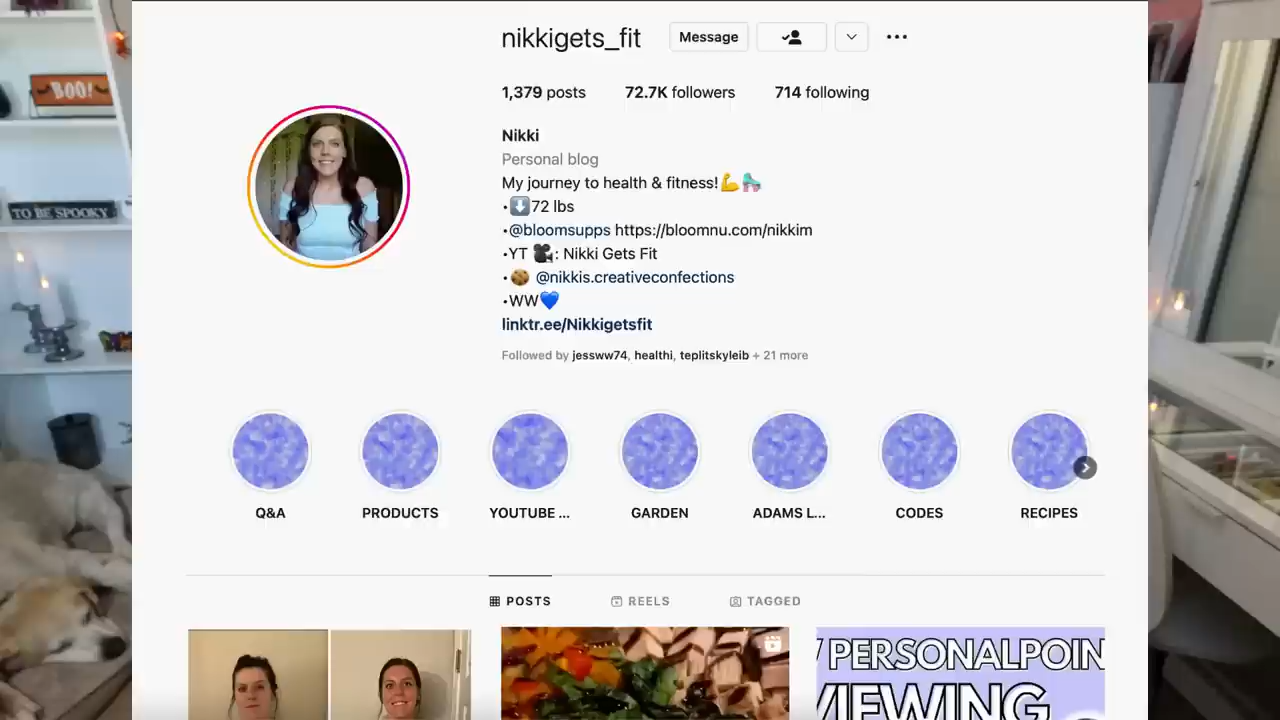 nikkigets_fit
Message
1,379 posts 72.7K followers 714 following
Nikki
Personal blog
My journey to health & fitness!💪🛼
•⬇️72 lbs
•@bloomsupps https://bloomnu.com/nikkim
•YT 🎥: Nikki Gets Fit
•🍪 @nikkis.creativeconfections
•WW💙
linktr.ee/Nikkigetsfit
Followed by jessww74, healthi, teplitskyleib + 21 more
Q&A PRODUCTS YOUTUBE ... GARDEN ADAMS L... CODES RECIPES
POSTS REELS TAGGED
PERSONALPOIN
VIEWING
BOO!
TO BE SPOOKY